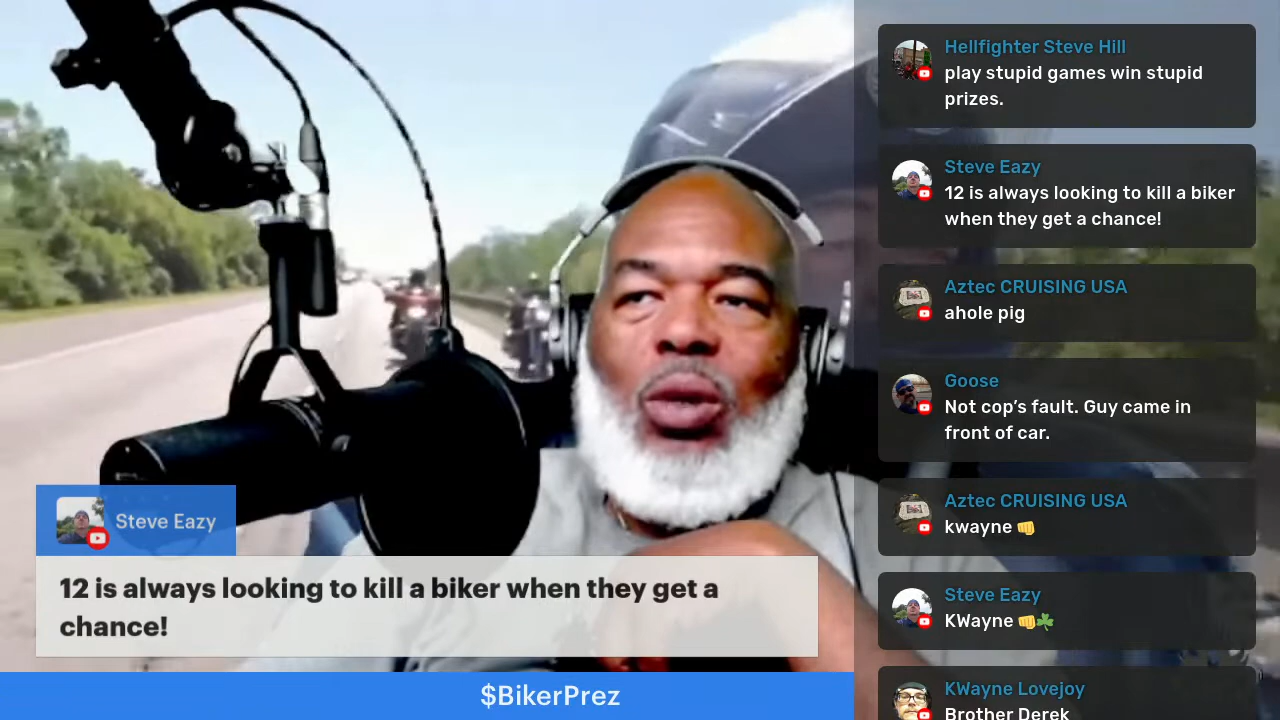 Hellfighter Steve Hill
play stupid games win stupid
prizes.
Steve Eazy
12 is always looking to kill a biker
when they get a chance!
Aztec CRUISING USA
ahole pig
Goose
Not cop's fault. Guy came in
front of car.
Aztec CRUISING USA
kwayne 👊
Steve Eazy
KWayne 👊☘️
KWayne Lovejoy
Brother Derek
Steve Eazy
12 is always looking to kill a biker when they get a
chance!
$BikerPrez